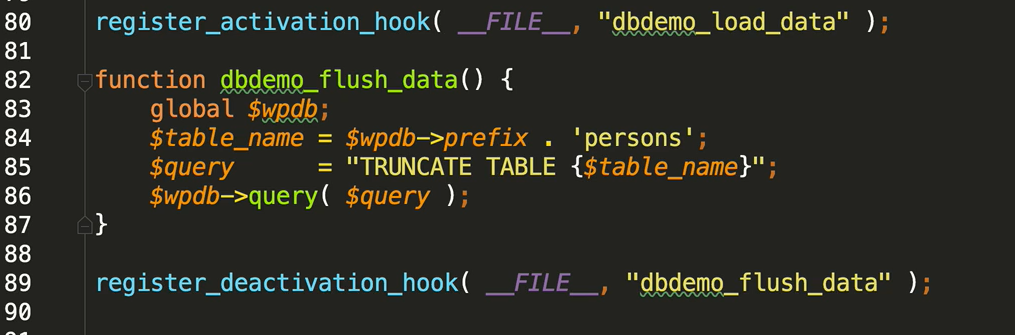 80 register_activation_hook( __FILE__, "dbdemo_load_data" );
81
82 function dbdemo_flush_data() {
83 global $wpdb;
84 $table_name = $wpdb->prefix . 'persons';
85 $query = "TRUNCATE TABLE {$table_name}";
86 $wpdb->query( $query );
87 }
88
89 register_deactivation_hook( __FILE__, "dbdemo_flush_data" );
90